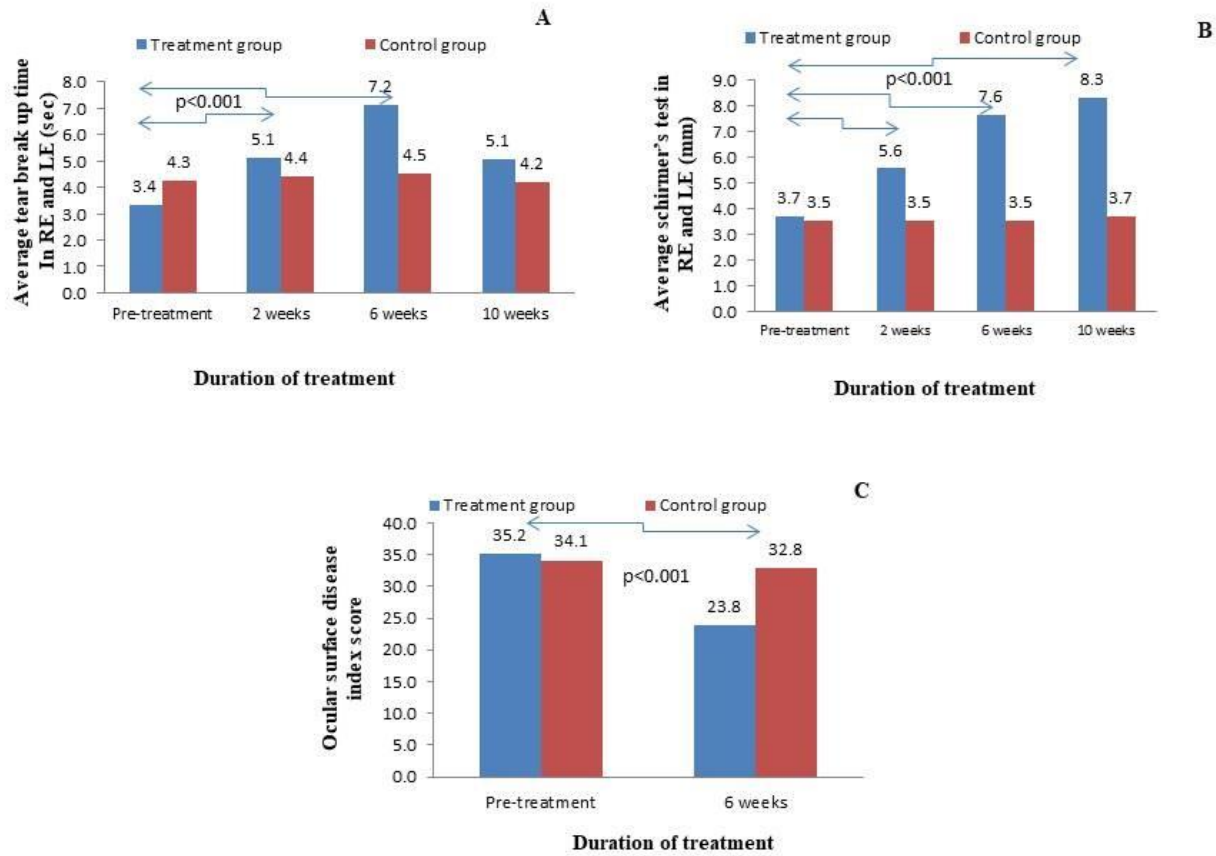 A
Treatment group Control group
Average tear break up time
In RE and LE (sec)
8.0
7.0
6.0
5.0
4.0
3.0
2.0
1.0
0.0
p<0.001
3.4
4.3
5.1
4.4
7.2
4.5
5.1
4.2
Pre-treatment 2 weeks 6 weeks 10 weeks
Duration of treatment
B
Treatment group Control group
Average schirmer's test in
RE and LE (mm)
9.0
8.0
7.0
6.0
5.0
4.0
3.0
2.0
1.0
0.0
p<0.001
3.7
3.5
5.6
3.5
7.6
3.5
8.3
3.7
Pre-treatment 2 weeks 6 weeks 10 weeks
Duration of treatment
C
Treatment group Control group
Ocular surface disease
index score
40.0
35.0
30.0
25.0
20.0
15.0
10.0
5.0
0.0
35.2
34.1
p<0.001
23.8
32.8
Pre-treatment 6 weeks
Duration of treatment